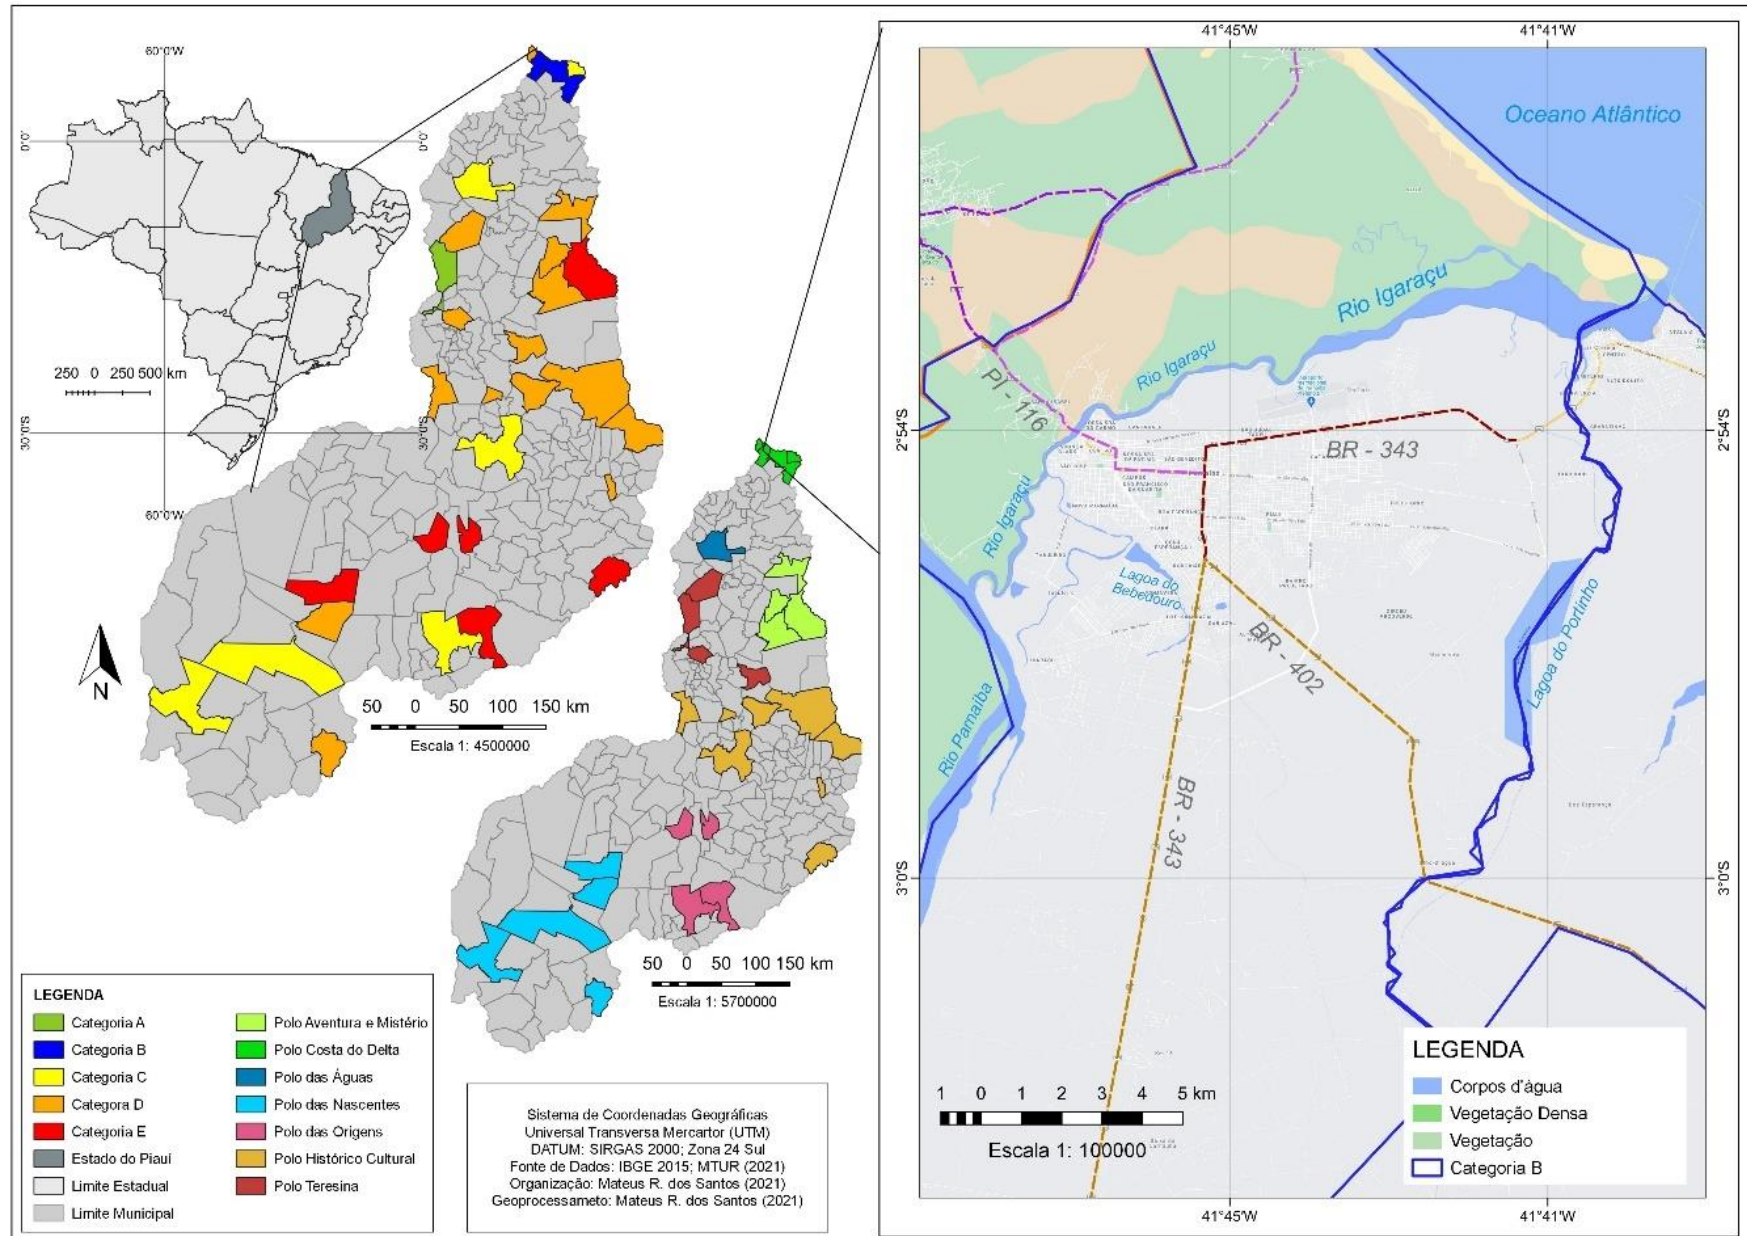 60°0'W
0°0'
0°0'
250 0 250 500 km
30°0'S
30°0'S
60°0'W
N
50 0 50 100 150 km
Escala 1: 4500000
50 0 50 100 150 km
Escala 1: 5700000
LEGENDA
Categoria A
Categoria B
Categoria C
Categora D
Categoria E
Estado do Piauí
Limite Estadual
Limite Municipal
Polo Aventura e Mistério
Polo Costa do Delta
Polo das Águas
Polo das Nascentes
Polo das Origens
Polo Histórico Cultural
Polo Teresina
Sistema de Coordenadas Geográficas
Universal Transversa Mercartor (UTM)
DATUM: SIRGAS 2000; Zona 24 Sul
Fonte de Dados: IBGE 2015; MTUR (2021)
Organização: Mateus R. dos Santos (2021)
Geoprocessameto: Mateus R. dos Santos (2021)
41°45'W
41°41'W
Oceano Atlântico
Rio Igaraçu
Rio Igaraçu
PI - 116
2°54'S
BR - 343
2°54'S
Rio Igaraçu
Lagoa do
Bebedouro
BR - 402
Lagoa do Portinho
Rio Parnaíba
BR - 343
3°0'S
3°0'S
1 0 1 2 3 4 5 km
Escala 1: 100000
LEGENDA
Corpos d'água
Vegetação Densa
Vegetação
Categoria B
41°45'W
41°41'W